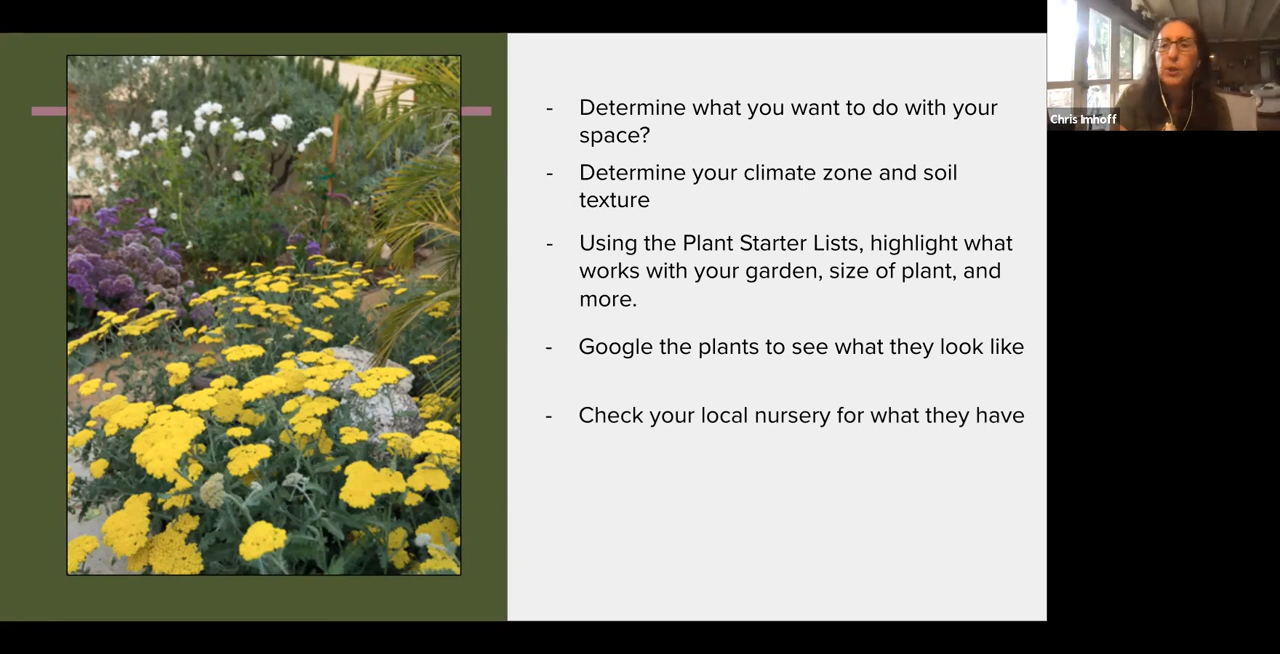 - Determine what you want to do with your
space?
- Determine your climate zone and soil
texture
- Using the Plant Starter Lists, highlight what
works with your garden, size of plant, and
more.
- Google the plants to see what they look like
- Check your local nursery for what they have
Chris Imhoff